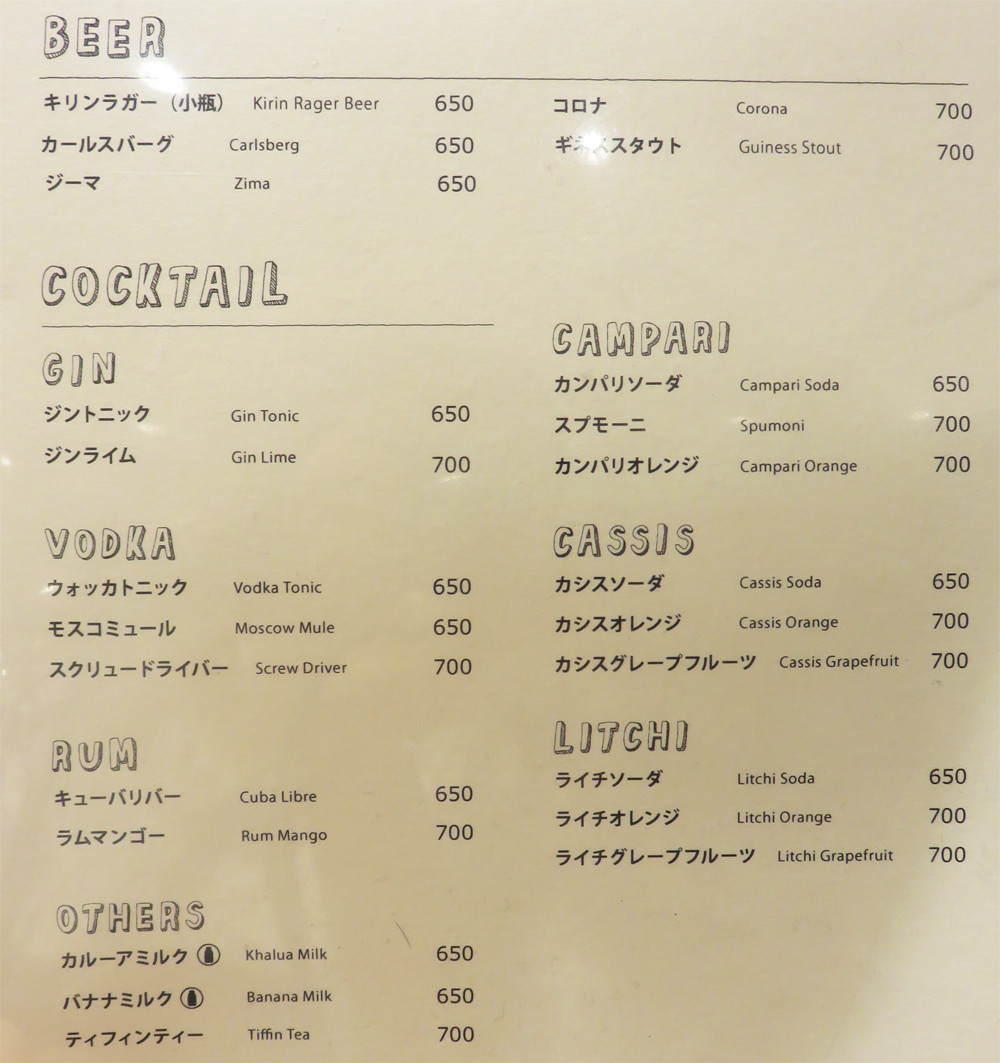 BEER
キリンラガー（小瓶） Kirin Rager Beer 650
カールスバーグ Carlsberg 650
ジーマ Zima 650
コロナ Corona 700
ギネススタウト Guiness Stout 700
COCKTAIL
GIN
ジントニック Gin Tonic 650
ジンライム Gin Lime 700
VODKA
ウォッカトニック Vodka Tonic 650
モスコミュール Moscow Mule 650
スクリュードライバー Screw Driver 700
RUM
キューバリバー Cuba Libre 650
ラムマンゴー Rum Mango 700
OTHERS
カルーアミルク Khalua Milk 650
バナナミルク Banana Milk 650
ティフィンティー Tiffin Tea 700
CAMPARI
カンパリソーダ Campari Soda 650
スプモーニ Spumoni 700
カンパリオレンジ Campari Orange 700
CASSIS
カシスソーダ Cassis Soda 650
カシスオレンジ Cassis Orange 700
カシスグレープフルーツ Cassis Grapefruit 700
LITCHI
ライチソーダ Litchi Soda 650
ライチオレンジ Litchi Orange 700
ライチグレープフルーツ Litchi Grapefruit 700